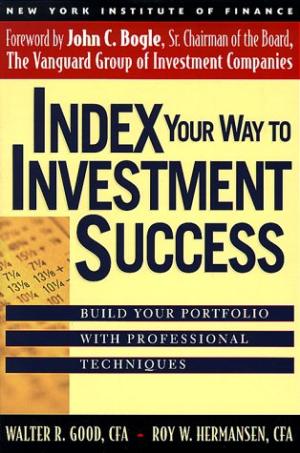 NEW YORK INSTITUTE OF FINANCE
Foreword by John C. Bogle, Sr. Chairman of the Board,
The Vanguard Group of Investment Companies
INDEX YOUR WAY TO
INVESTMENT
SUCCESS
BUILD YOUR PORTFOLIO
WITH PROFESSIONAL
TECHNIQUES
WALTER R. GOOD, CFA - ROY W. HERMANSEN, CFA